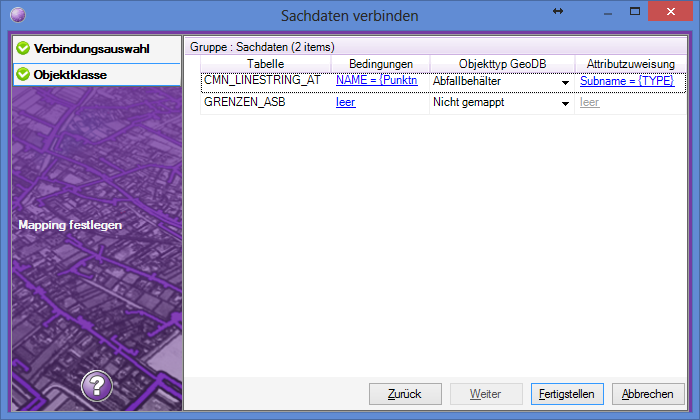 Sachdaten verbinden
Verbindungsauswahl
Objektklasse
Mapping festlegen
?
Gruppe : Sachdaten (2 items)
Tabelle Bedingungen Objekttyp GeoDB Attributzuweisung
CMN_LINESTRING_AT NAME = {Punktn Abfallbehälter Subname = {TYPE}
GRENZEN_ASB leer Nicht gemappt leer
Zurück Weiter Fertigstellen Abbrechen